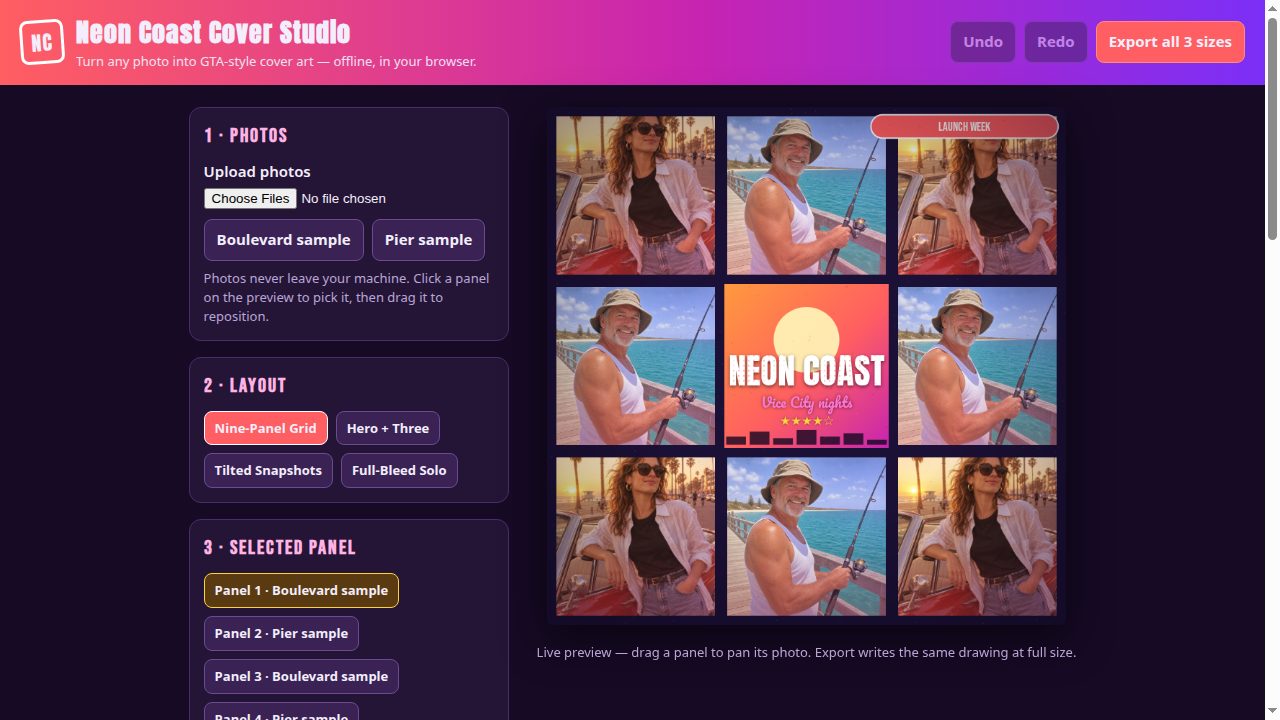 NC
Neon Coast Cover Studio
Turn any photo into GTA-style cover art — offline, in your browser.
Undo
Redo
Export all 3 sizes
1 · PHOTOS
Upload photos
Choose Files No file chosen
Boulevard sample
Pier sample
Photos never leave your machine. Click a panel
on the preview to pick it, then drag it to
reposition.
2 · LAYOUT
Nine-Panel Grid
Hero + Three
Tilted Snapshots
Full-Bleed Solo
3 · SELECTED PANEL
Panel 1 · Boulevard sample
Panel 2 · Pier sample
Panel 3 · Boulevard sample
Panel 4 · Pier sample
LAUNCH WEEK
NEON COAST
Vice City nights
★★★★☆
Live preview — drag a panel to pan its photo. Export writes the same drawing at full size.